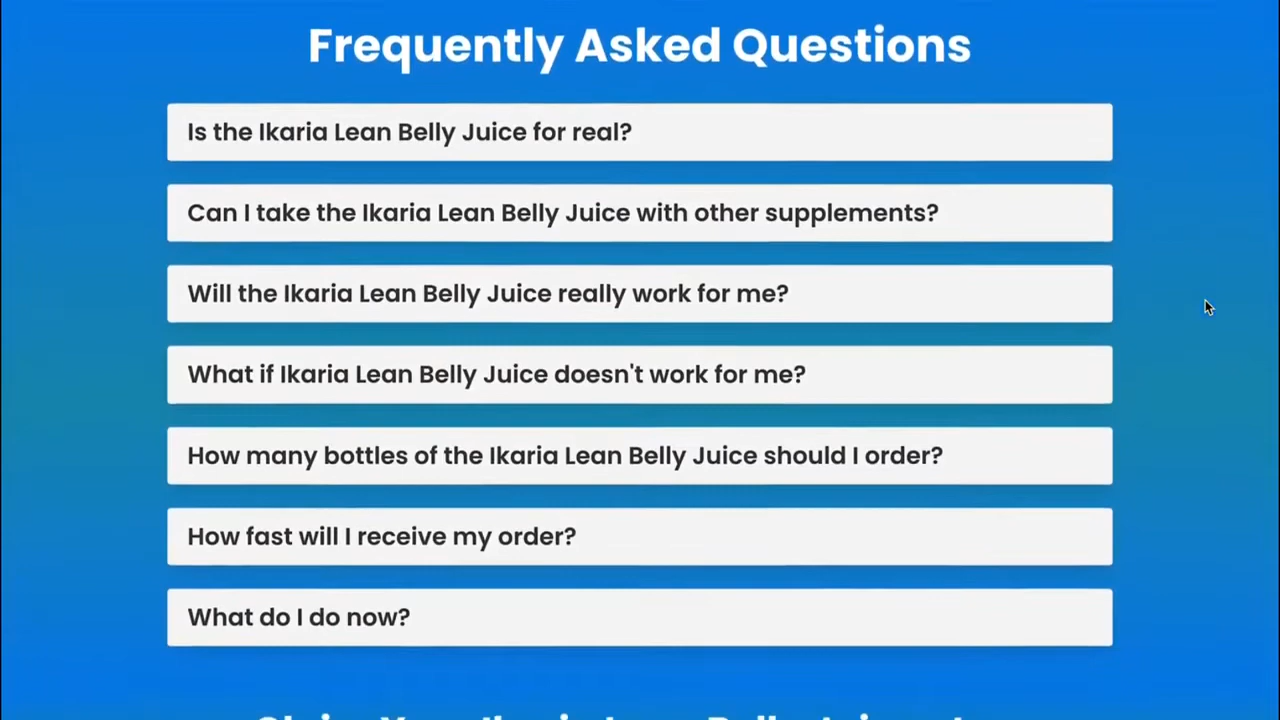 Frequently Asked Questions
Is the Ikaria Lean Belly Juice for real?
Can I take the Ikaria Lean Belly Juice with other supplements?
Will the Ikaria Lean Belly Juice really work for me?
What if Ikaria Lean Belly Juice doesn't work for me?
How many bottles of the Ikaria Lean Belly Juice should I order?
How fast will I receive my order?
What do I do now?